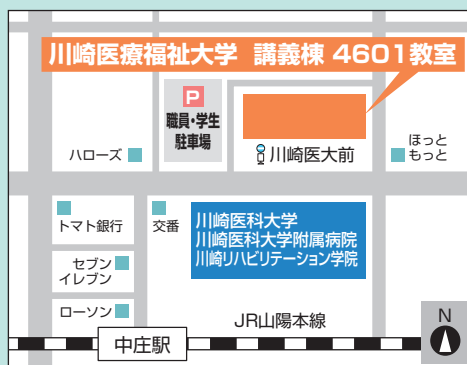 川崎医療福祉大学 講義棟 4601教室
P
職員・学生
駐車場
ハローズ
川崎医大前
ほっと
もっと
トマト銀行
交番
川崎医科大学
川崎医科大学附属病院
川崎リハビリテーション学院
セブン
イレブン
ローソン
JR山陽本線
中庄駅
N